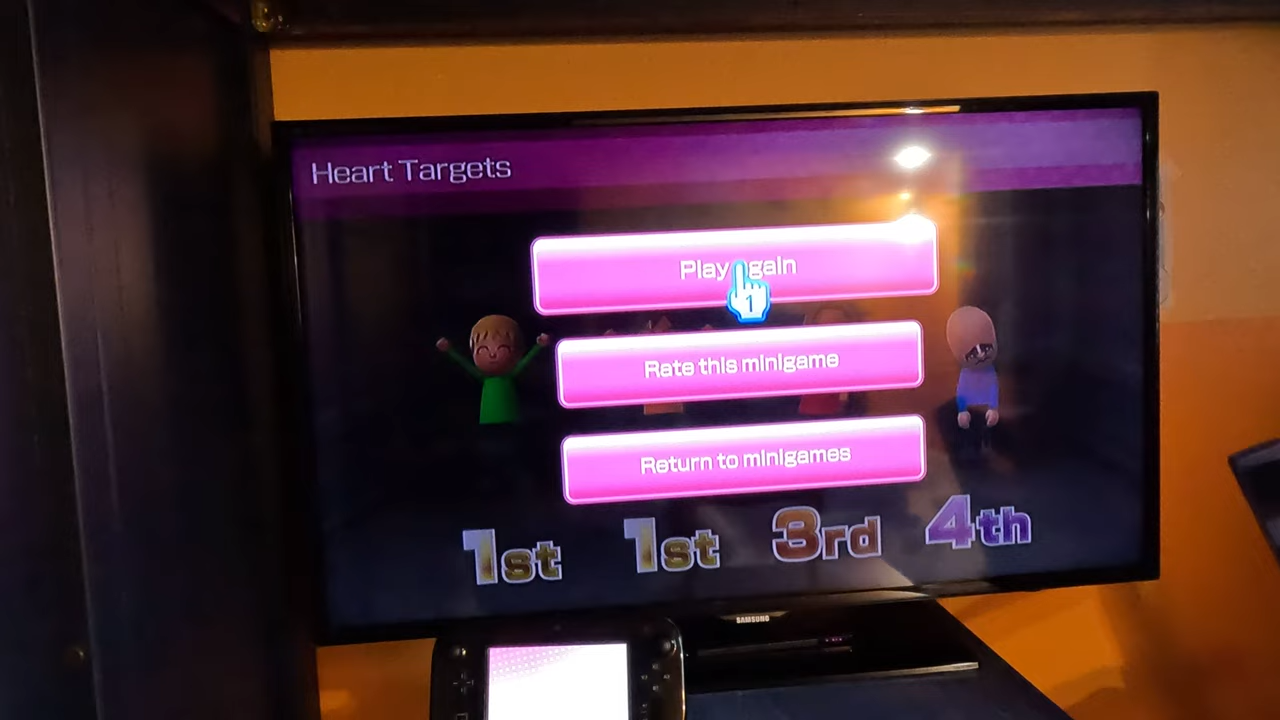 Heart Targets
Play again
1
Rate this minigame
Return to minigames
1st 1st 3rd 4th
SAMSUNG